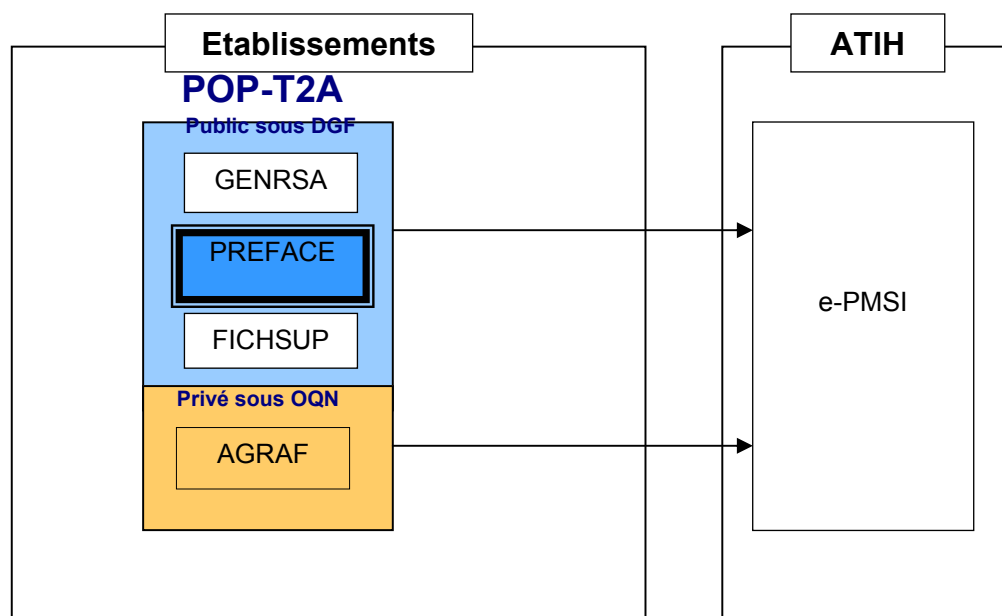 Etablissements
ATIH
POP-T2A
Public sous DGF
GENRSA
PREFACE
FICHSUP
e-PMSI
Privé sous OQN
AGRAF